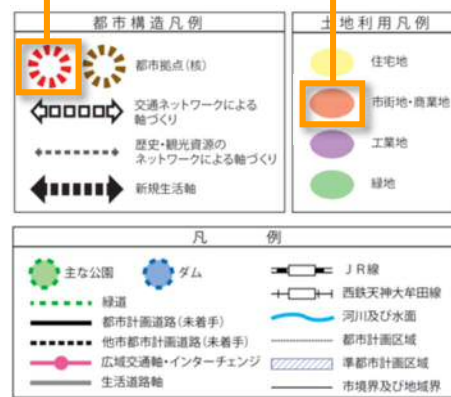 都市構造凡例
都市拠点(核)
交通ネットワークによる
軸づくり
歴史・観光資源の
ネットワークによる軸づくり
新規生活軸
土地利用凡例
住宅地
市街地・商業地
工業地
緑地
凡 例
主な公園
ダム
緑道
都市計画道路(未着手)
他市都市計画道路(未着手)
広域交通軸・インターチェンジ
生活道路軸
JR線
西鉄天神大牟田線
河川及び水面
都市計画区域
準都市計画区域
市境界及び地域界